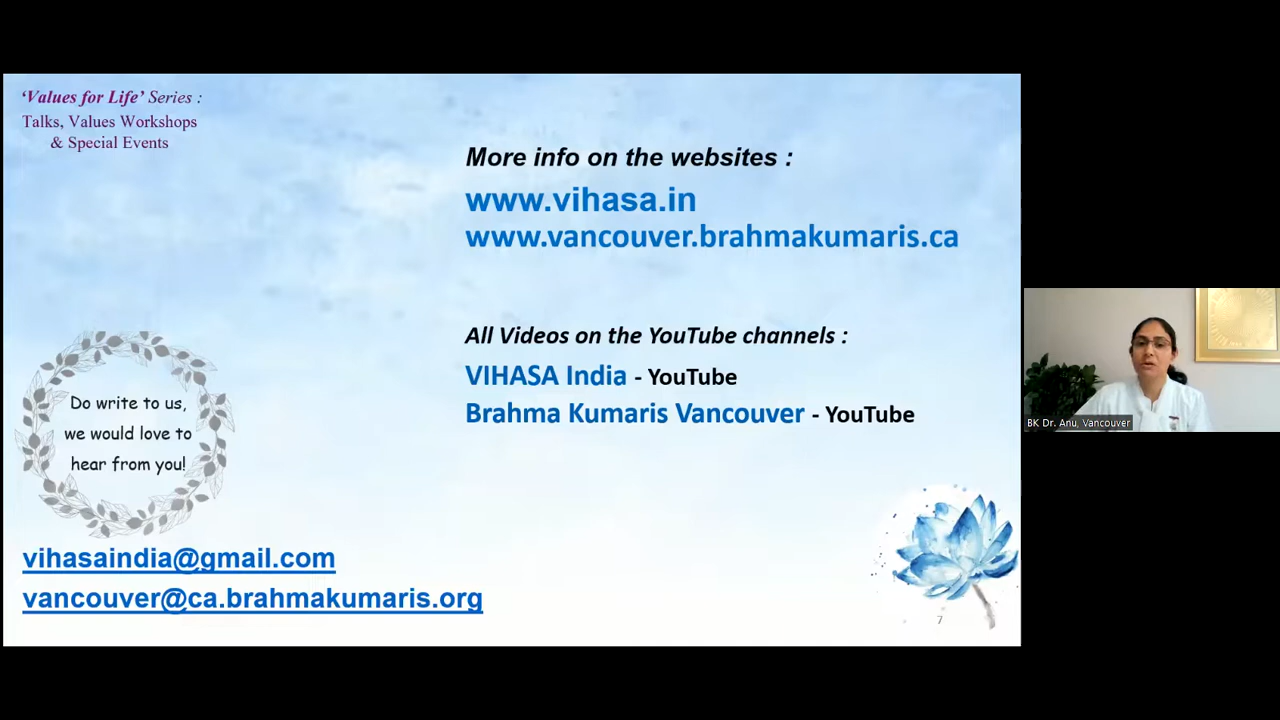 ‘Values for Life’ Series :
Talks, Values Workshops
& Special Events
More info on the websites :
www.vihasa.in
www.vancouver.brahmakumaris.ca
All Videos on the YouTube channels :
VIHASA India - YouTube
Brahma Kumaris Vancouver - YouTube
Do write to us,
we would love to
hear from you!
vihasaindia@gmail.com
vancouver@ca.brahmakumaris.org
7
BK Dr. Anu, Vancouver